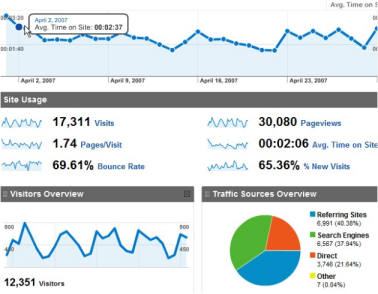 Avg. Time on S
00:03:20
April 2, 2007
Avg. Time on Site: 00:02:37
00:01:40
April 2, 2007 April 9, 2007 April 16, 2007 April 23, 2007
Site Usage
17,311 Visits
30,080 Pageviews
1.74 Pages/Visit
00:02:06 Avg. Time on Site
69.61% Bounce Rate
65.36% % New Visits
Visitors Overview
Traffic Sources Overview
800 800
400 400
12,351 Visitors
Referring Sites
6,991 (40.38%)
Search Engines
6,567 (37.94%)
Direct
3,746 (21.64%)
Other
7 (0.04%)